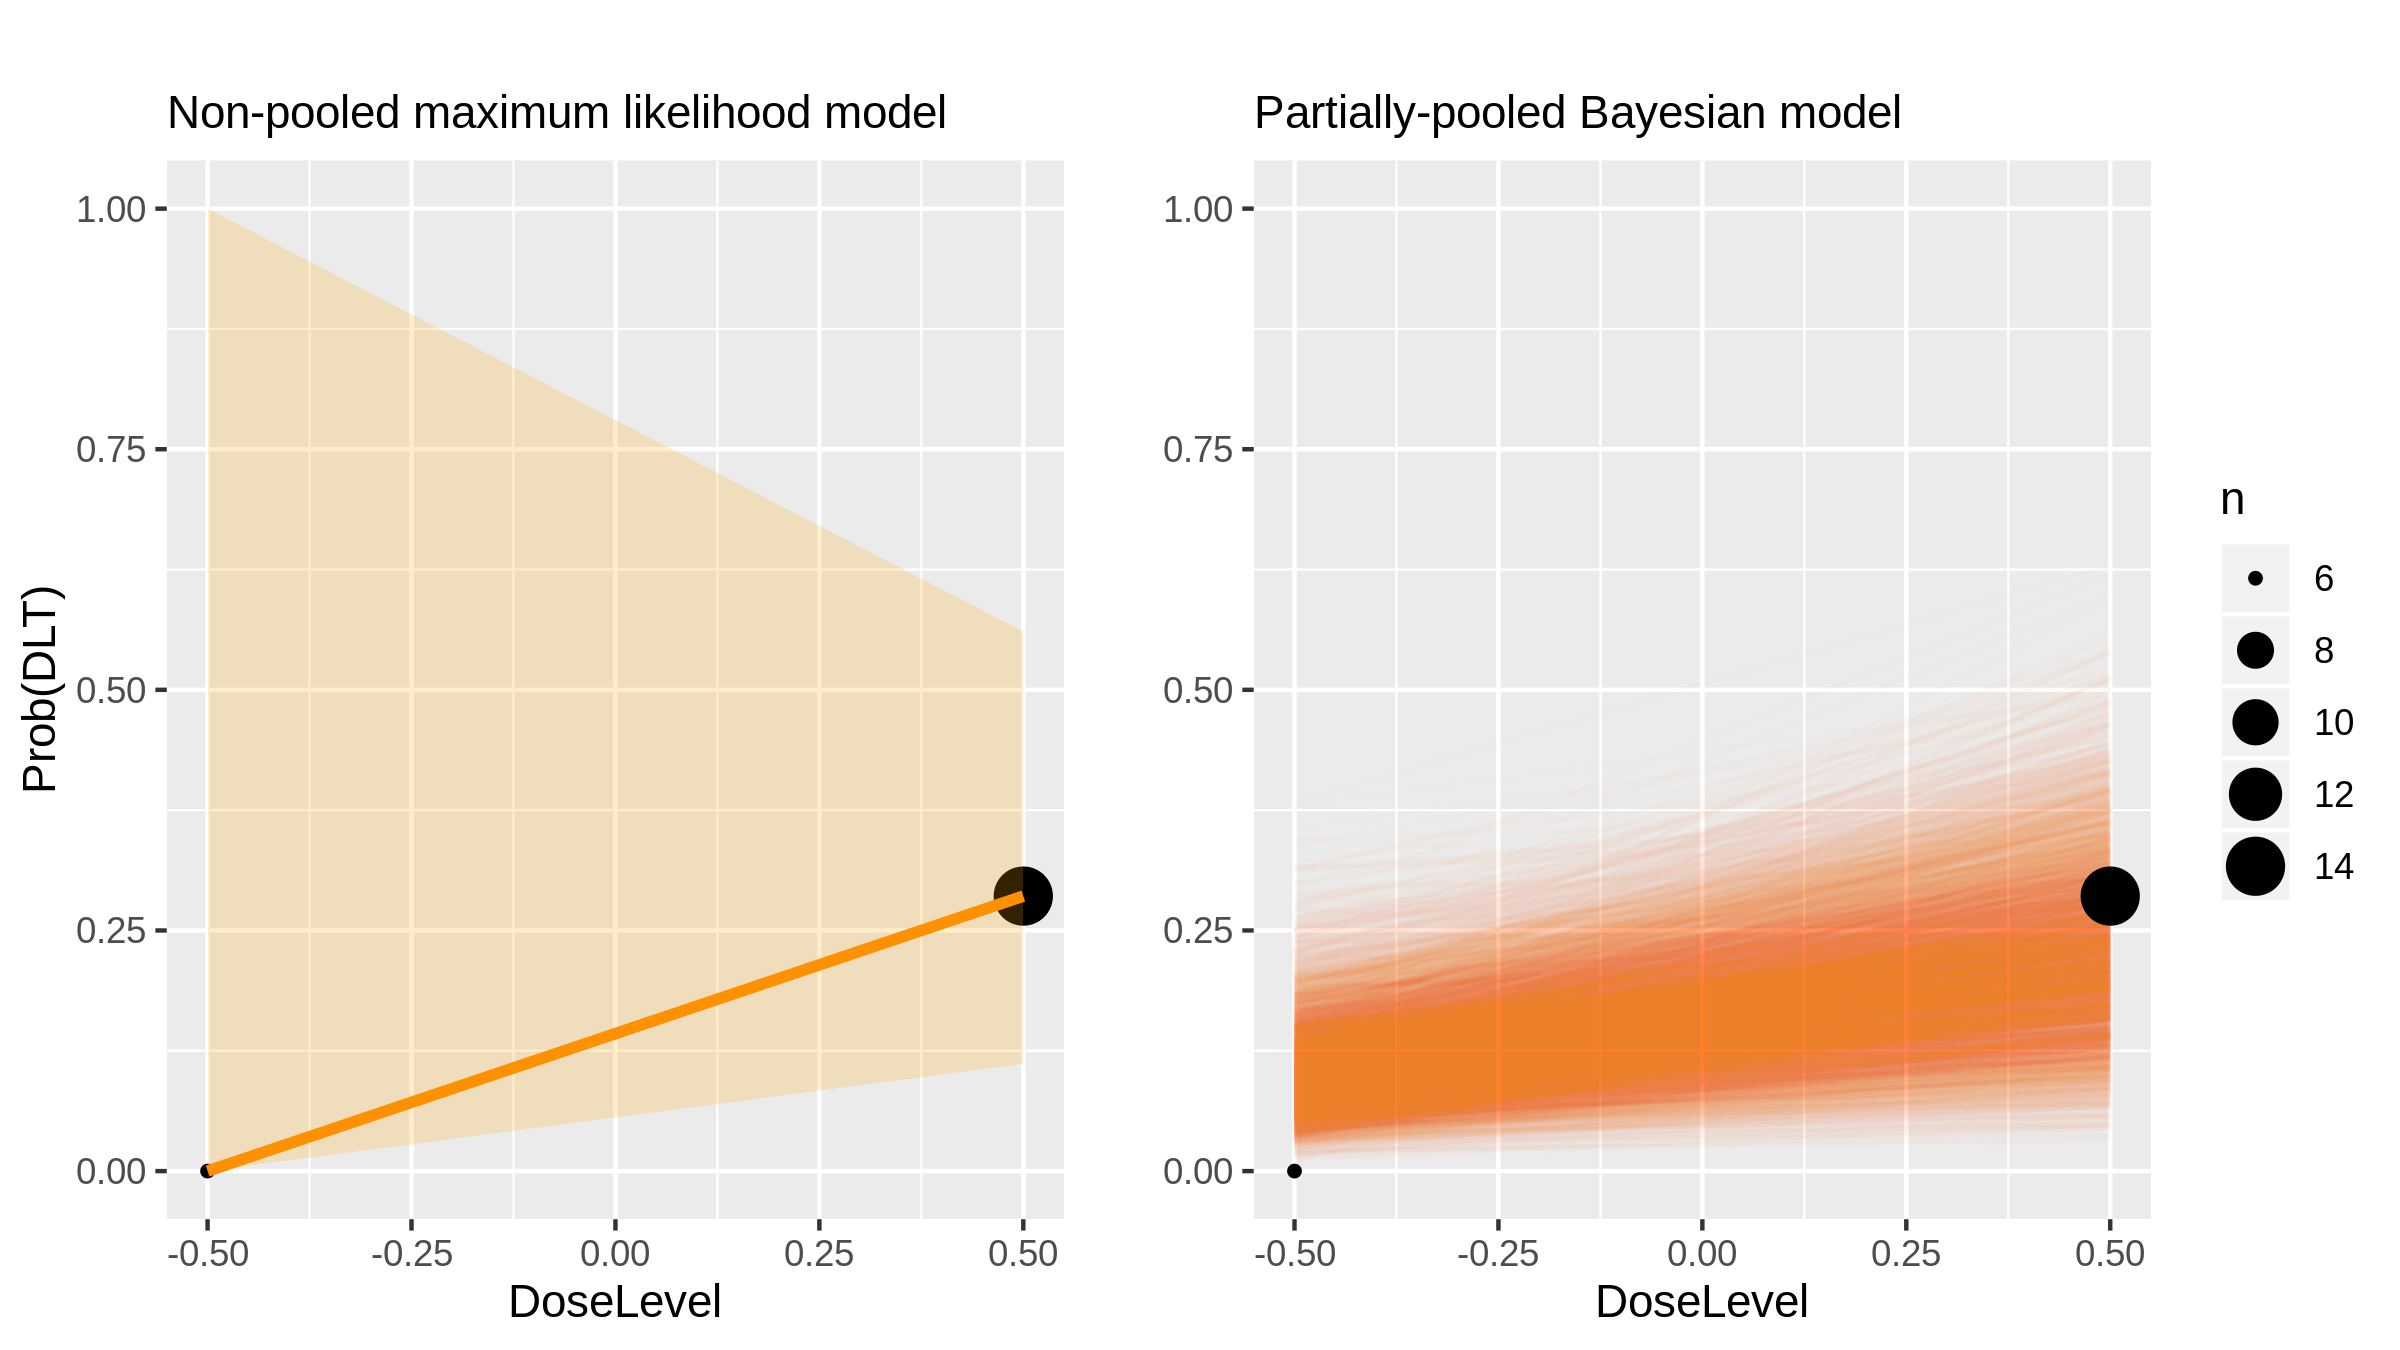 Non-pooled maximum likelihood model
Partially-pooled Bayesian model
Prob(DLT)
1.00
0.75
0.50
0.25
0.00
-0.50 -0.25 0.00 0.25 0.50
DoseLevel
1.00
0.75
0.50
0.25
0.00
-0.50 -0.25 0.00 0.25 0.50
DoseLevel
n
6
8
10
12
14